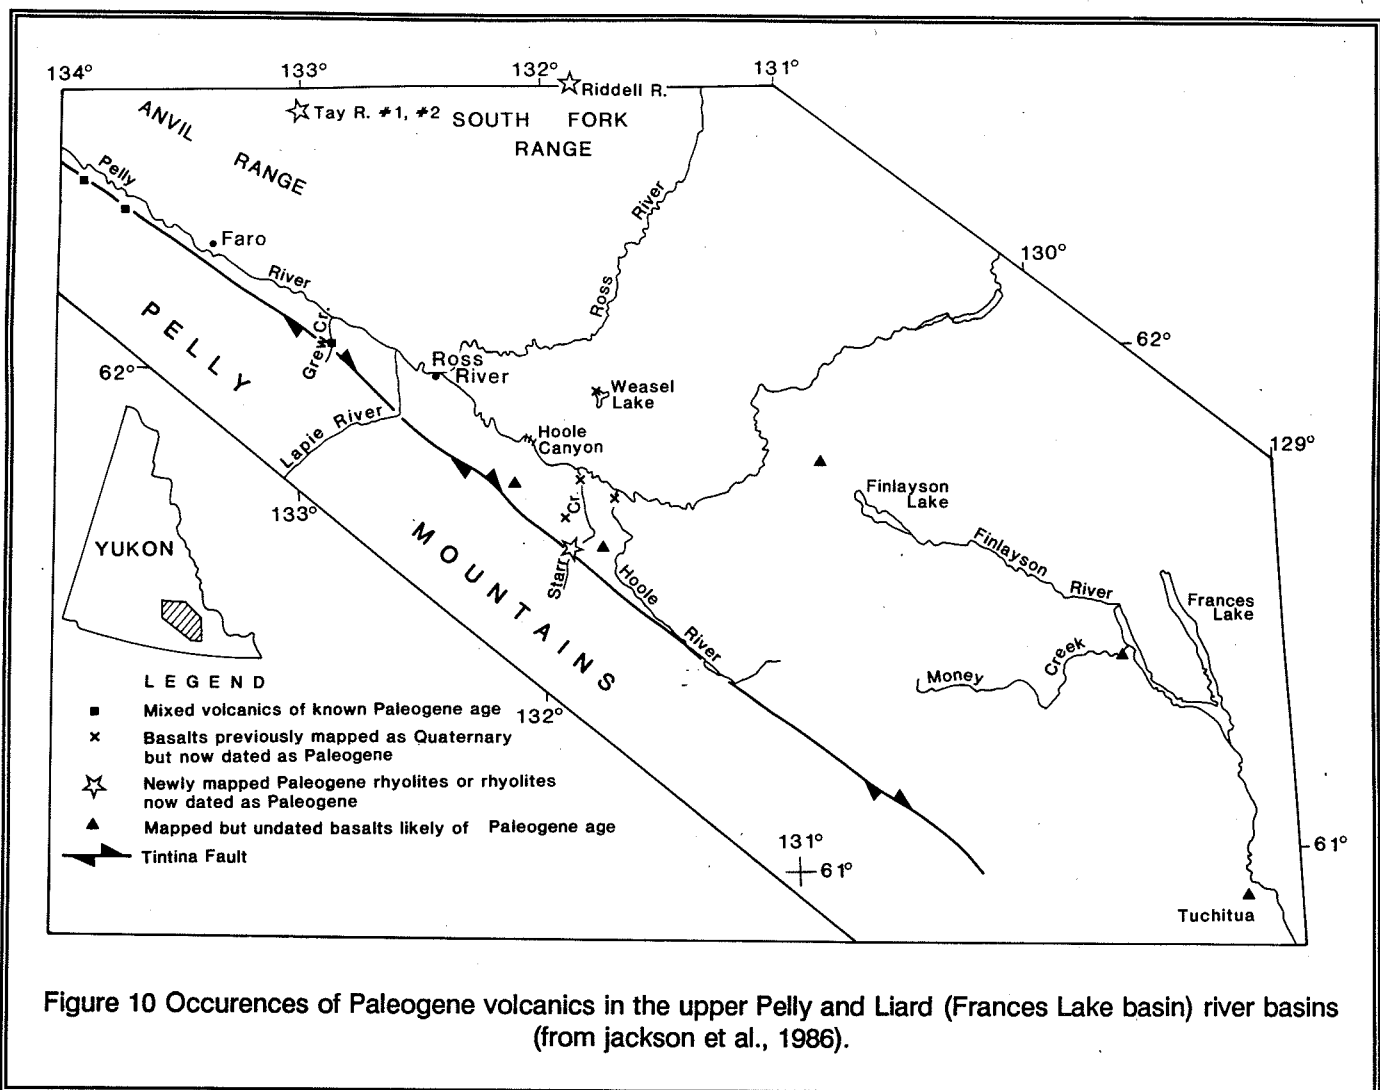 134°
133°
132°
131°
Riddell R.
Tay R. #1, #2
SOUTH FORK
RANGE
ANVIL
RANGE
Pelly
River
Faro
River
Ross
130°
62°
129°
PELLY
Grew Cr.
Ross
River
Weasel
Lake
62°
Lapie River
Hoole
Canyon
133°
Finlayson
Lake
Cr.
Starr
MOUNTAINS
Hoole
River
Finlayson
River
Frances
Lake
YUKON
Money
Creek
132°
LEGEND
Mixed volcanics of known Paleogene age
Basalts previously mapped as Quaternary
but now dated as Paleogene
Newly mapped Paleogene rhyolites or rhyolites
now dated as Paleogene
Mapped but undated basalts likely of Paleogene age
Tintina Fault
131°
61°
61°
Tuchitua
Figure 10 Occurences of Paleogene volcanics in the upper Pelly and Liard (Frances Lake basin) river basins
(from jackson et al., 1986).